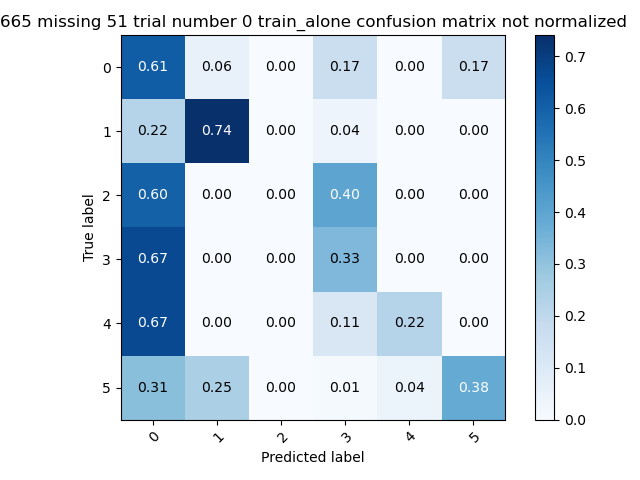 665 missing 51 trial number 0 train_alone confusion matrix not normalized
0 0.61 0.06 0.00 0.17 0.00 0.17
1 0.22 0.74 0.00 0.04 0.00 0.00
2 0.60 0.00 0.00 0.40 0.00 0.00
3 0.67 0.00 0.00 0.33 0.00 0.00
4 0.67 0.00 0.00 0.11 0.22 0.00
5 0.31 0.25 0.00 0.01 0.04 0.38
0 1 2 3 4 5
True label
Predicted label
0.7
0.6
0.5
0.4
0.3
0.2
0.1
0.0